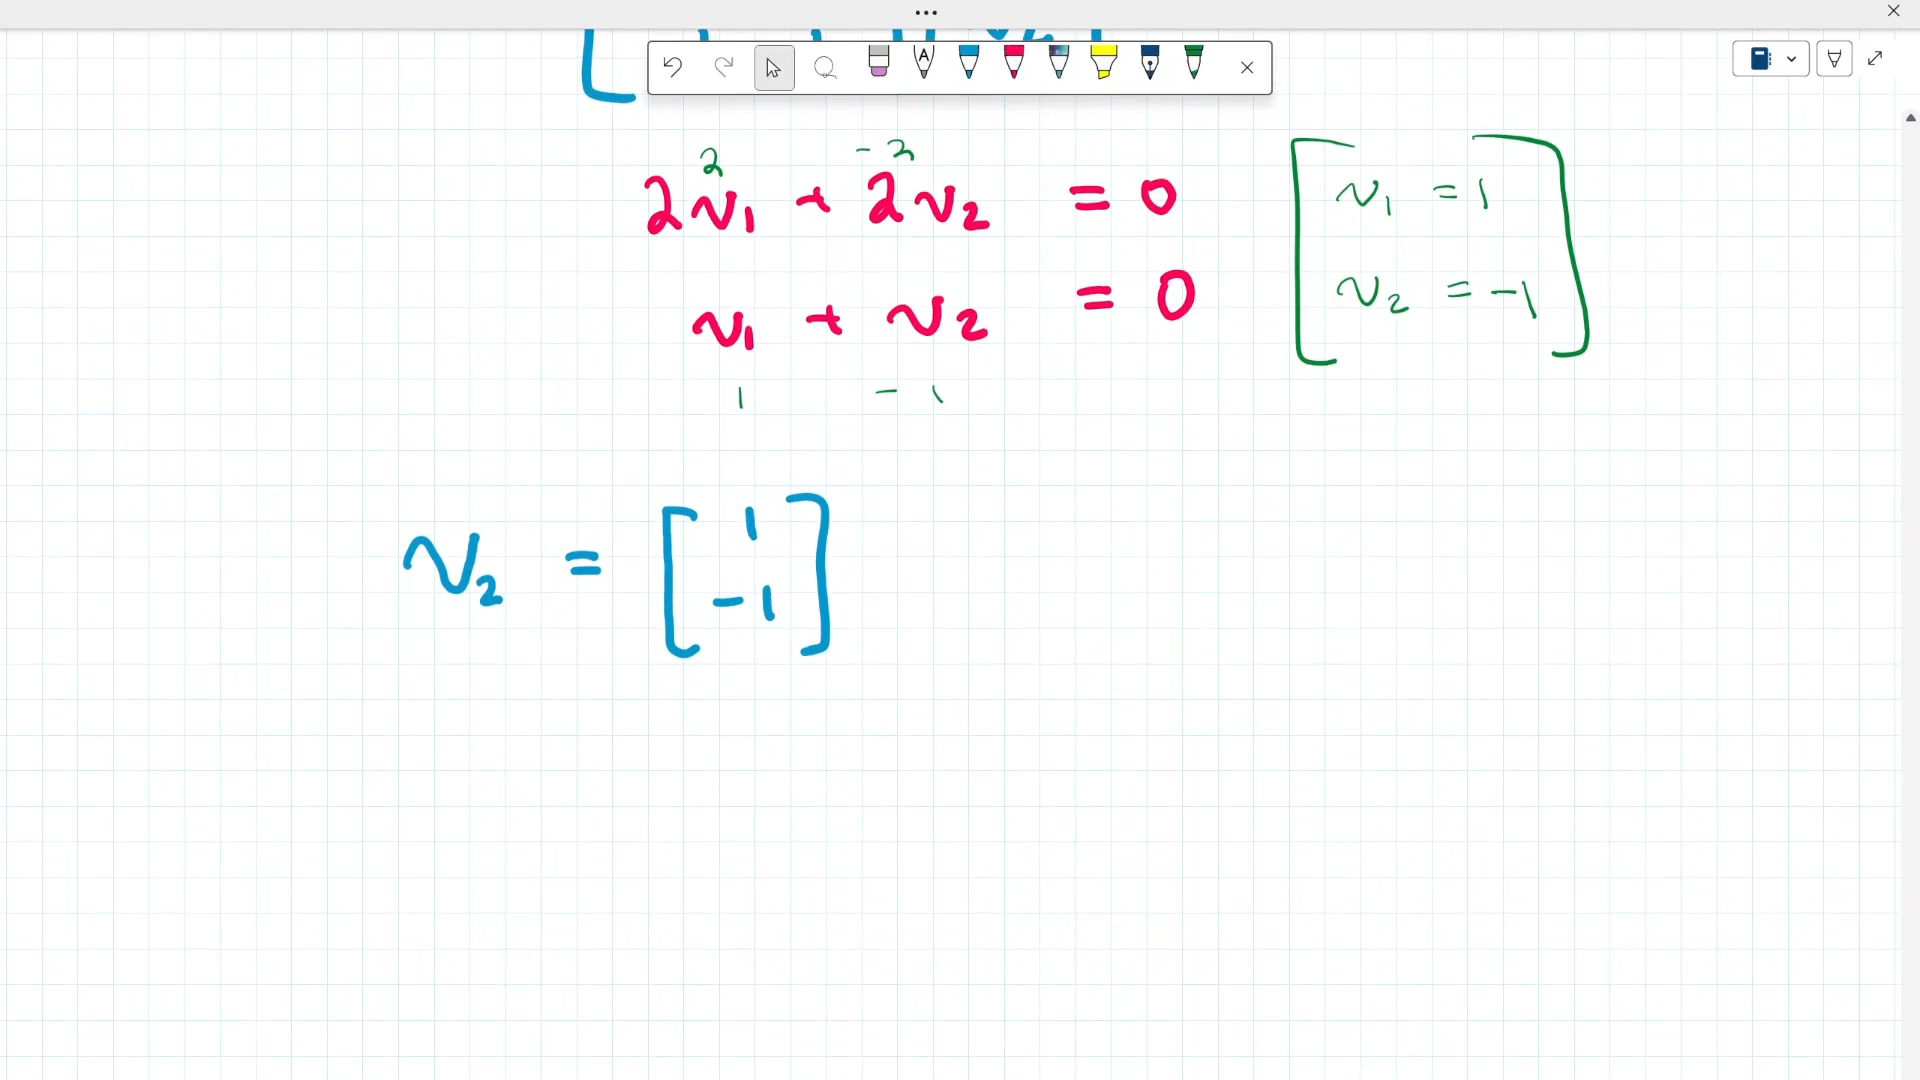 2 -2
2v₁ + 2v₂ = 0
v₁ + v₂ = 0
1 -1
v₁ = 1
v₂ = -1
v₂ = [ 1
-1 ]